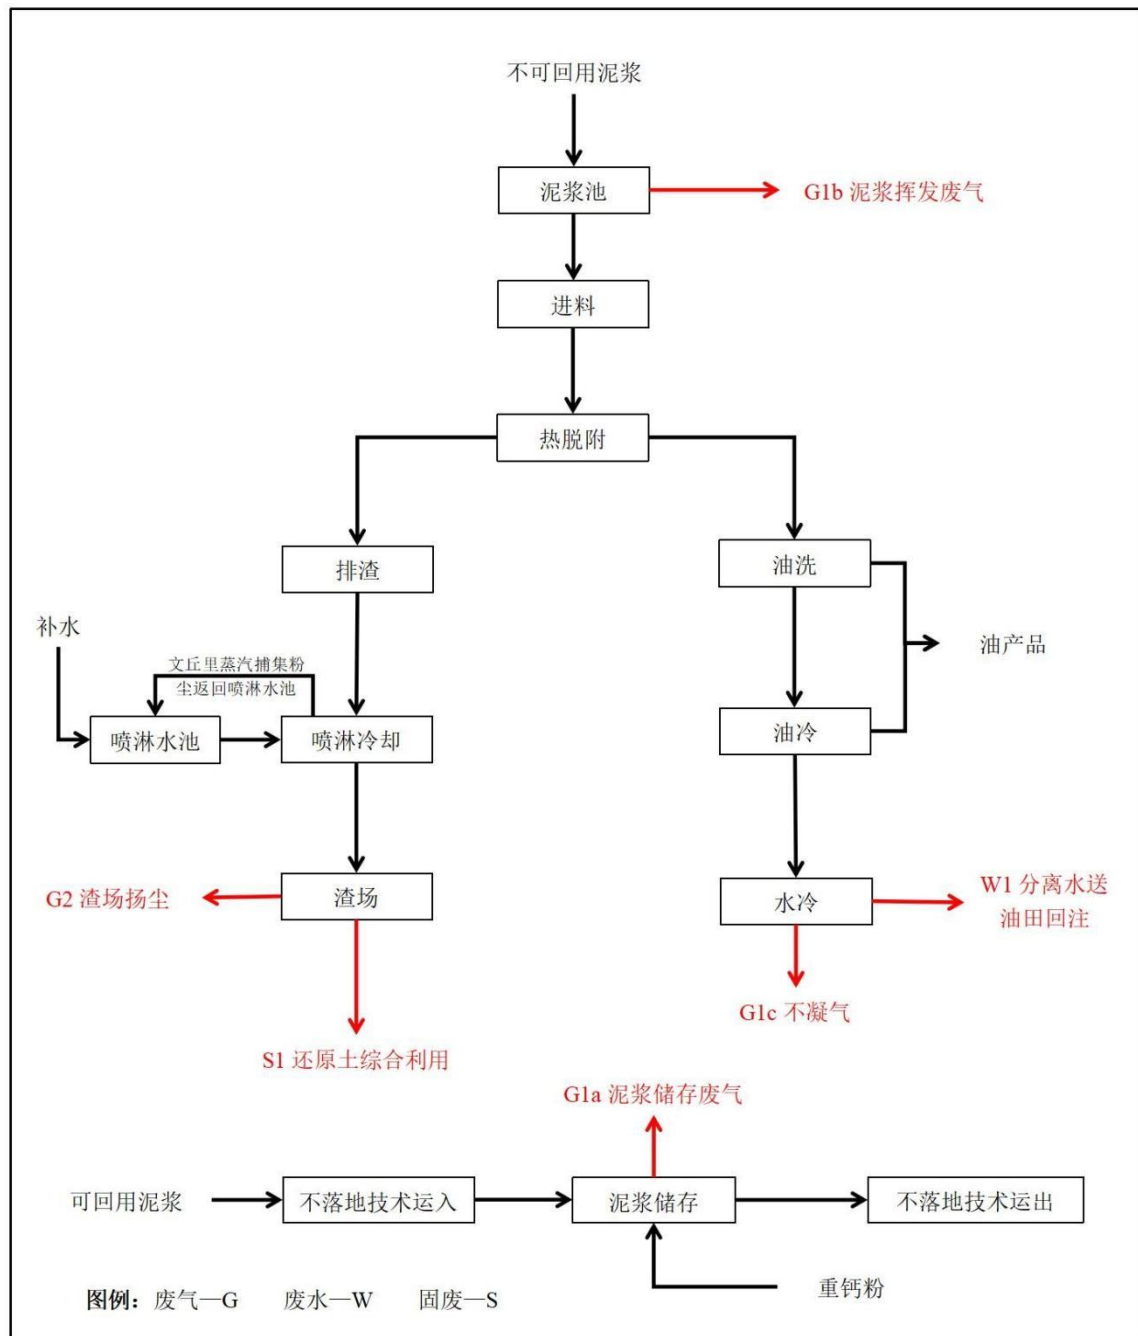 不可回用泥浆
泥浆池
G1b 泥浆挥发废气
进料
热脱附
排渣
油洗
补水
文丘里蒸汽捕集粉
尘返回喷淋水池
油产品
喷淋水池
喷淋冷却
油冷
G2 渣场扬尘
渣场
水冷
W1 分离水送
油田回注
G1c 不凝气
S1 还原土综合利用
G1a 泥浆储存废气
可回用泥浆
不落地技术运入
泥浆储存
不落地技术运出
重钙粉
图例：废气—G 废水—W 固废—S